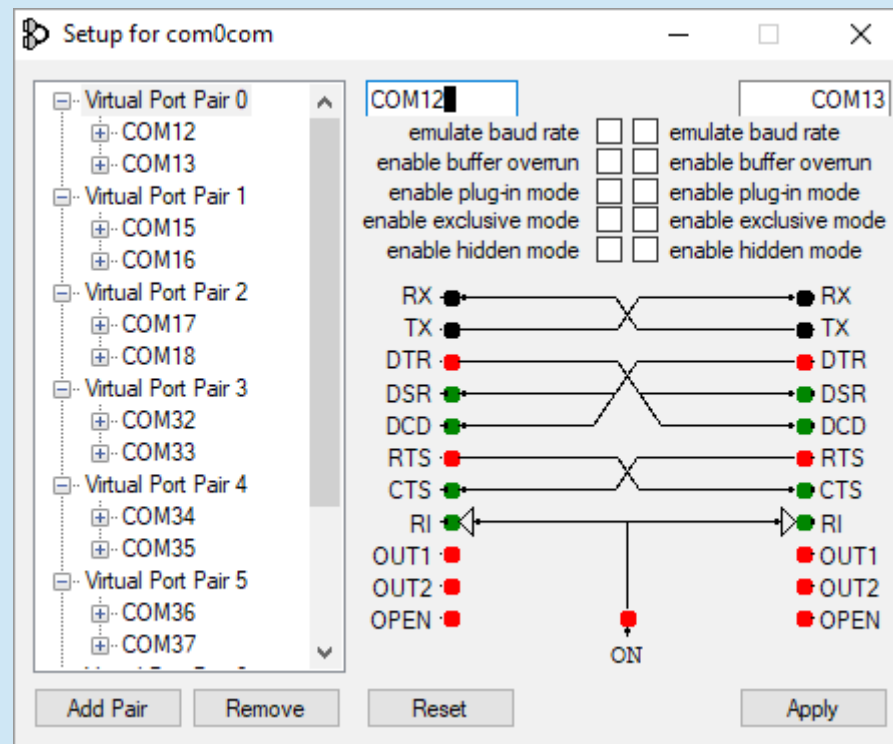 Setup for com0com
Virtual Port Pair 0
COM12
COM13
Virtual Port Pair 1
COM15
COM16
Virtual Port Pair 2
COM17
COM18
Virtual Port Pair 3
COM32
COM33
Virtual Port Pair 4
COM34
COM35
Virtual Port Pair 5
COM36
COM37
COM12 COM13
emulate baud rate emulate baud rate
enable buffer overrun enable buffer overrun
enable plug-in mode enable plug-in mode
enable exclusive mode enable exclusive mode
enable hidden mode enable hidden mode
RX RX
TX TX
DTR DTR
DSR DSR
DCD DCD
RTS RTS
CTS CTS
RI RI
OUT1 OUT1
OUT2 OUT2
OPEN OPEN
ON
Add Pair Remove Reset Apply